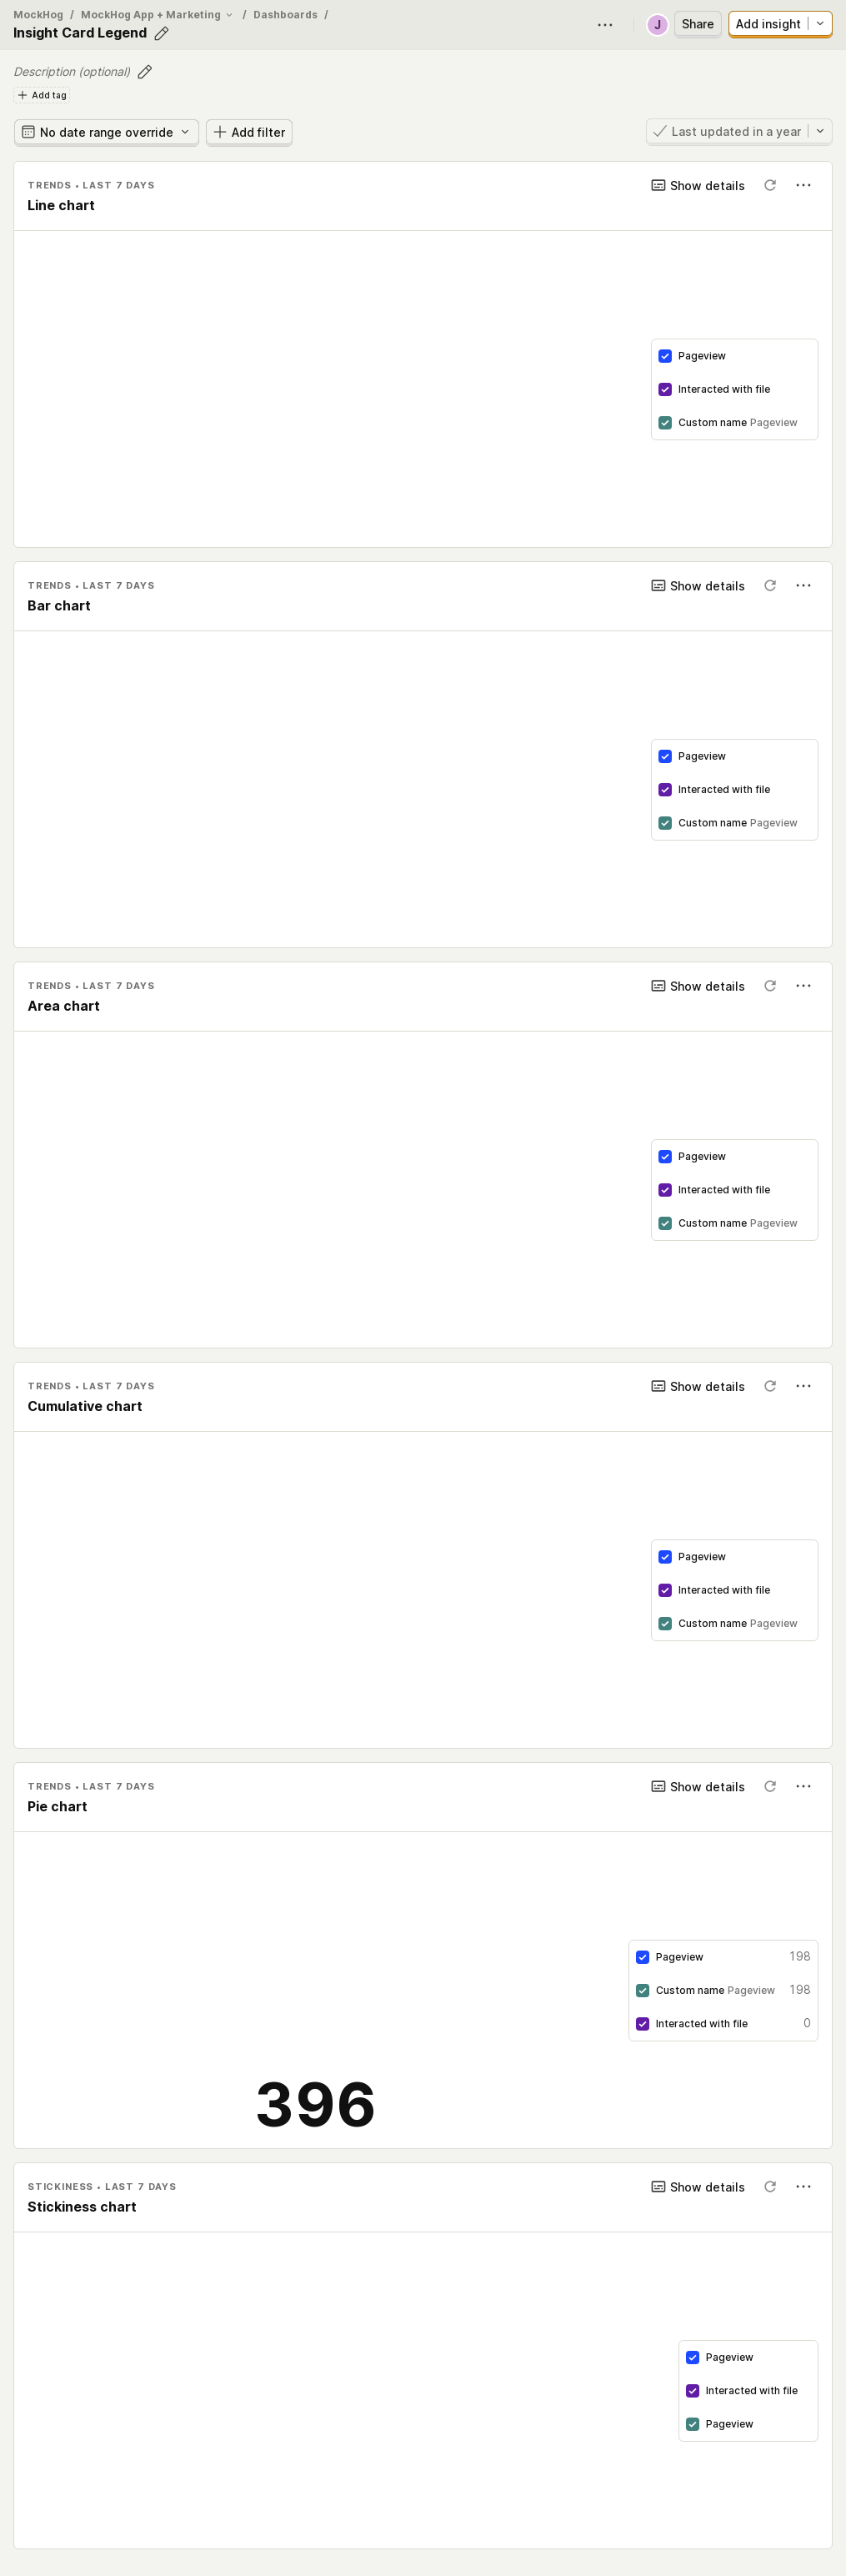 MockHog / MockHog App + Marketing / Dashboards /
Insight Card Legend
J
Share
Add insight
Description (optional)
Add tag
No date range override
Add filter
Last updated in a year
TRENDS • LAST 7 DAYS
Show details
Line chart
Pageview
Interacted with file
Custom name Pageview
TRENDS • LAST 7 DAYS
Show details
Bar chart
Pageview
Interacted with file
Custom name Pageview
TRENDS • LAST 7 DAYS
Show details
Area chart
Pageview
Interacted with file
Custom name Pageview
TRENDS • LAST 7 DAYS
Show details
Cumulative chart
Pageview
Interacted with file
Custom name Pageview
TRENDS • LAST 7 DAYS
Show details
Pie chart
Pageview 198
Custom name Pageview 198
Interacted with file 0
396
STICKINESS • LAST 7 DAYS
Show details
Stickiness chart
Pageview
Interacted with file
Pageview